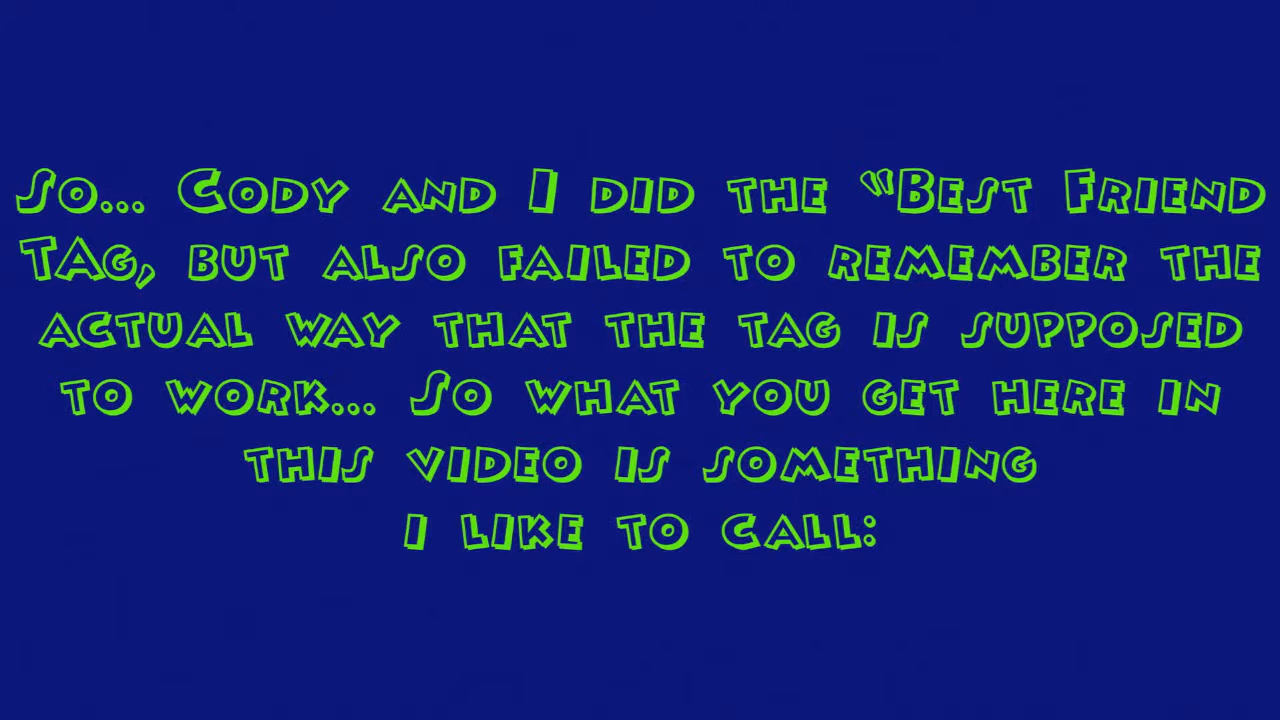 So... Cody and I did the "Best Friend
TAg, but also failed to remember the
actual way that the tag is supposed
to work... So what you get here in
this video is something
i like to call: